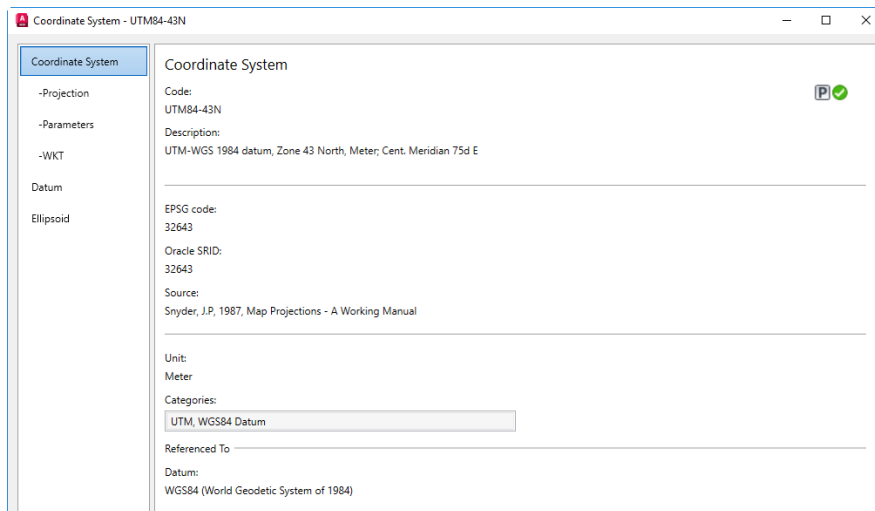 Coordinate System - UTM84-43N
Coordinate System
-Projection
-Parameters
-WKT
Datum
Ellipsoid
Coordinate System
Code:
UTM84-43N
P
Description:
UTM-WGS 1984 datum, Zone 43 North, Meter; Cent. Meridian 75d E
EPSG code:
32643
Oracle SRID:
32643
Source:
Snyder, J.P, 1987, Map Projections - A Working Manual
Unit:
Meter
Categories:
UTM, WGS84 Datum
Referenced To
Datum:
WGS84 (World Geodetic System of 1984)